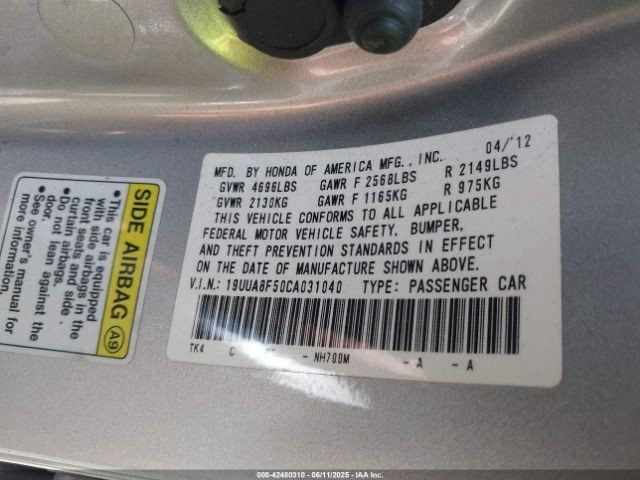 MFD. BY HONDA OF AMERICA MFG., INC. 04/'12
GVWR 4696LBS GAWR F 2568LBS R 2149LBS
GVWR 2130KG GAWR F 1165KG R 975KG
THIS VEHICLE CONFORMS TO ALL APPLICABLE
FEDERAL MOTOR VEHICLE SAFETY, BUMPER,
AND THEFT PREVENTION STANDARDS IN EFFECT
ON THE DATE OF MANUFACTURE SHOWN ABOVE.
V.I.N.: 19UUA8F50CA031040 TYPE: PASSENGER CAR
TK4 C - NH700M - A - A
SIDE AIRBAG A9
• This car is equipped
with side airbags in the
front seats and side
curtain airbags.
• Do not lean against the
door.
• See owner's manual for
more information.
000-42480310 - 06/11/2025 - IAA Inc.